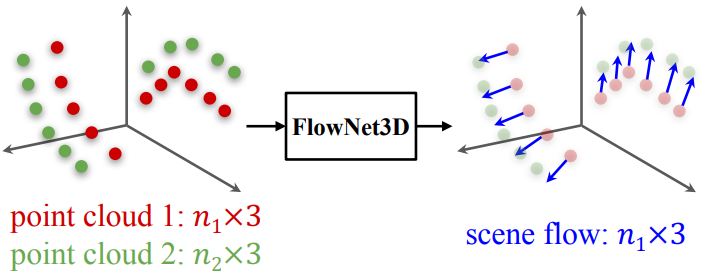 FlowNet3D
point cloud 1: n₁×3
point cloud 2: n₂×3
scene flow: n₁×3